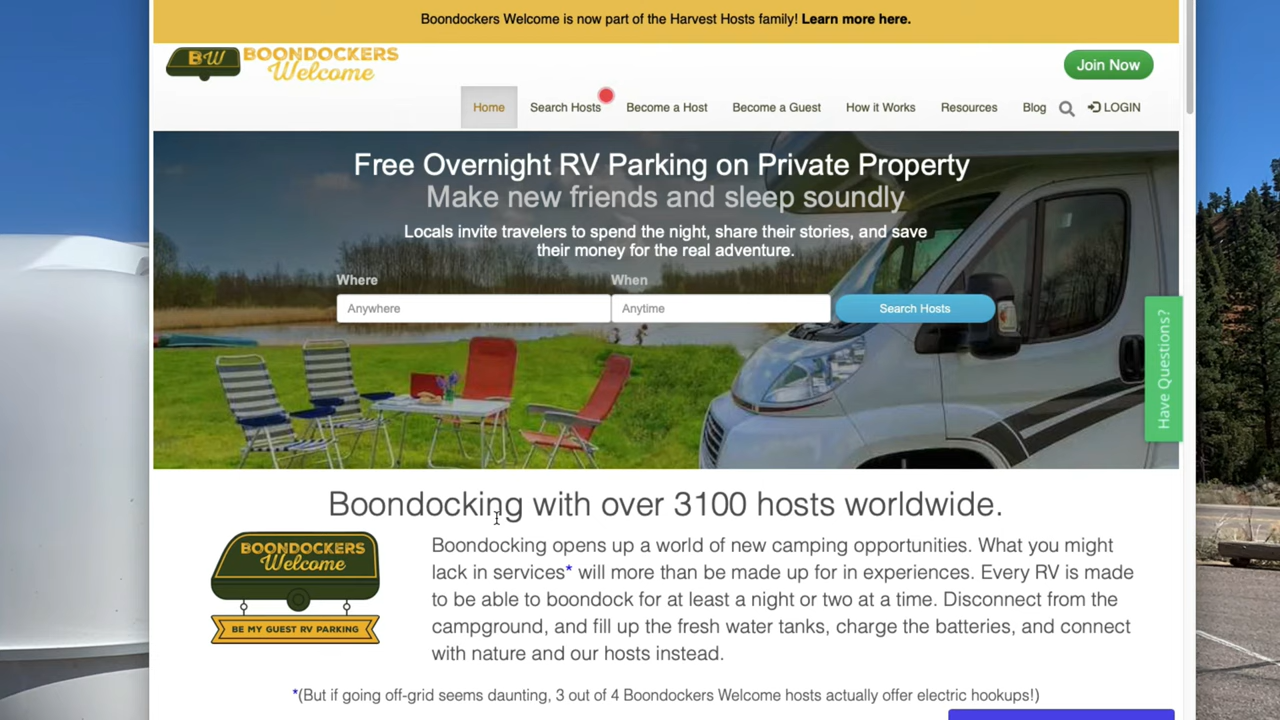 Boondockers Welcome is now part of the Harvest Hosts family! Learn more here.
BW BOONDOCKERS
Welcome
Join Now
Home Search Hosts Become a Host Become a Guest How it Works Resources Blog LOGIN
Free Overnight RV Parking on Private Property
Make new friends and sleep soundly
Locals invite travelers to spend the night, share their stories, and save
their money for the real adventure.
Where When
Anywhere Anytime Search Hosts
Have Questions?
Boondocking with over 3100 hosts worldwide.
BOONDOCKERS
Welcome
BE MY GUEST RV PARKING
Boondocking opens up a world of new camping opportunities. What you might
lack in services* will more than be made up for in experiences. Every RV is made
to be able to boondock for at least a night or two at a time. Disconnect from the
campground, and fill up the fresh water tanks, charge the batteries, and connect
with nature and our hosts instead.
*(But if going off-grid seems daunting, 3 out of 4 Boondockers Welcome hosts actually offer electric hookups!)